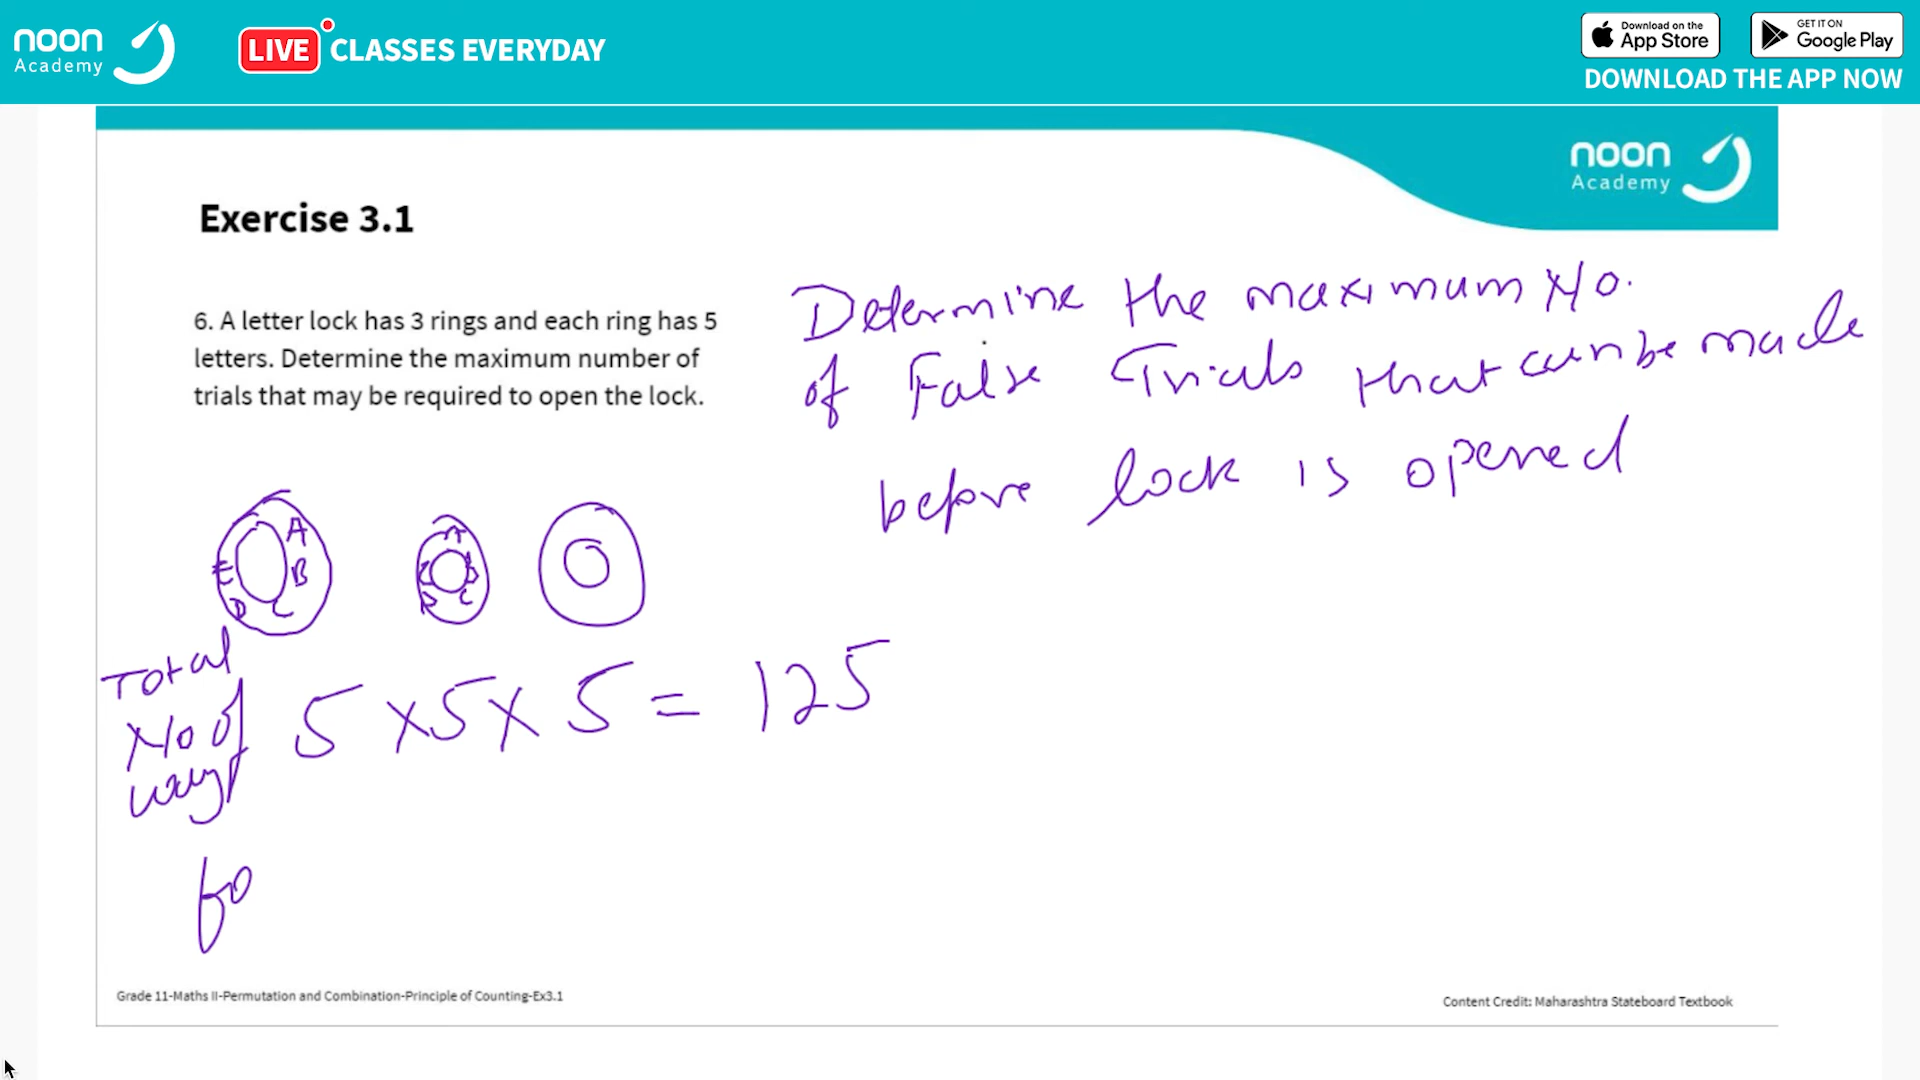 noon
Academy
LIVE CLASSES EVERYDAY
Download on the
App Store
GET IT ON
Google Play
DOWNLOAD THE APP NOW
noon
Academy
Exercise 3.1
6. A letter lock has 3 rings and each ring has 5
letters. Determine the maximum number of
trials that may be required to open the lock.
Determine the maximum No.
of False Trials that can be made
before lock is opened
A
B
C
D
E
A
B
C
D
Total
No of
ways
5 x 5 x 5 = 125
fo
Grade 11-Maths II-Permutation and Combination-Principle of Counting-Ex3.1
Content Credit: Maharashtra Stateboard Textbook